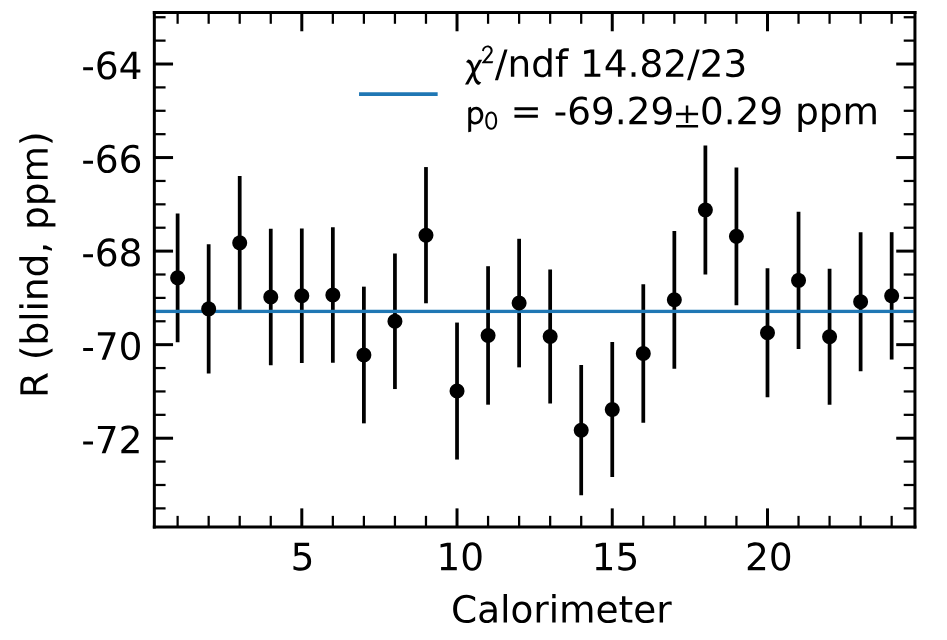 χ²/ndf 14.82/23
p₀ = -69.29±0.29 ppm
-64
-66
-68
-70
-72
R (blind, ppm)
5 10 15 20
Calorimeter